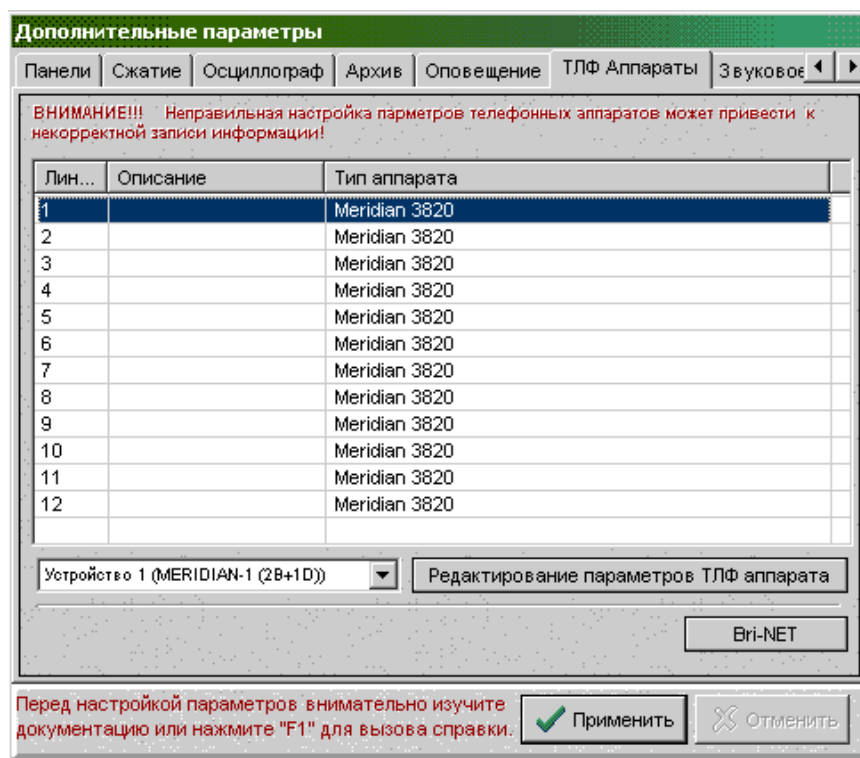 Дополнительные параметры
Панели Сжатие Осциллограф Архив Оповещение ТЛФ Аппараты Звуковое
ВНИМАНИЕ!!! Неправильная настройка парметров телефонных аппаратов может привести к
некорректной записи информации!
Лин... Описание Тип аппарата
1 Meridian 3820
2 Meridian 3820
3 Meridian 3820
4 Meridian 3820
5 Meridian 3820
6 Meridian 3820
7 Meridian 3820
8 Meridian 3820
9 Meridian 3820
10 Meridian 3820
11 Meridian 3820
12 Meridian 3820
Устройство 1 (MERIDIAN-1 (2B+1D)) Редактирование параметров ТЛФ аппарата
Bri-NET
Перед настройкой параметров внимательно изучите
документацию или нажмите "F1" для вызова справки.
Применить Отменить